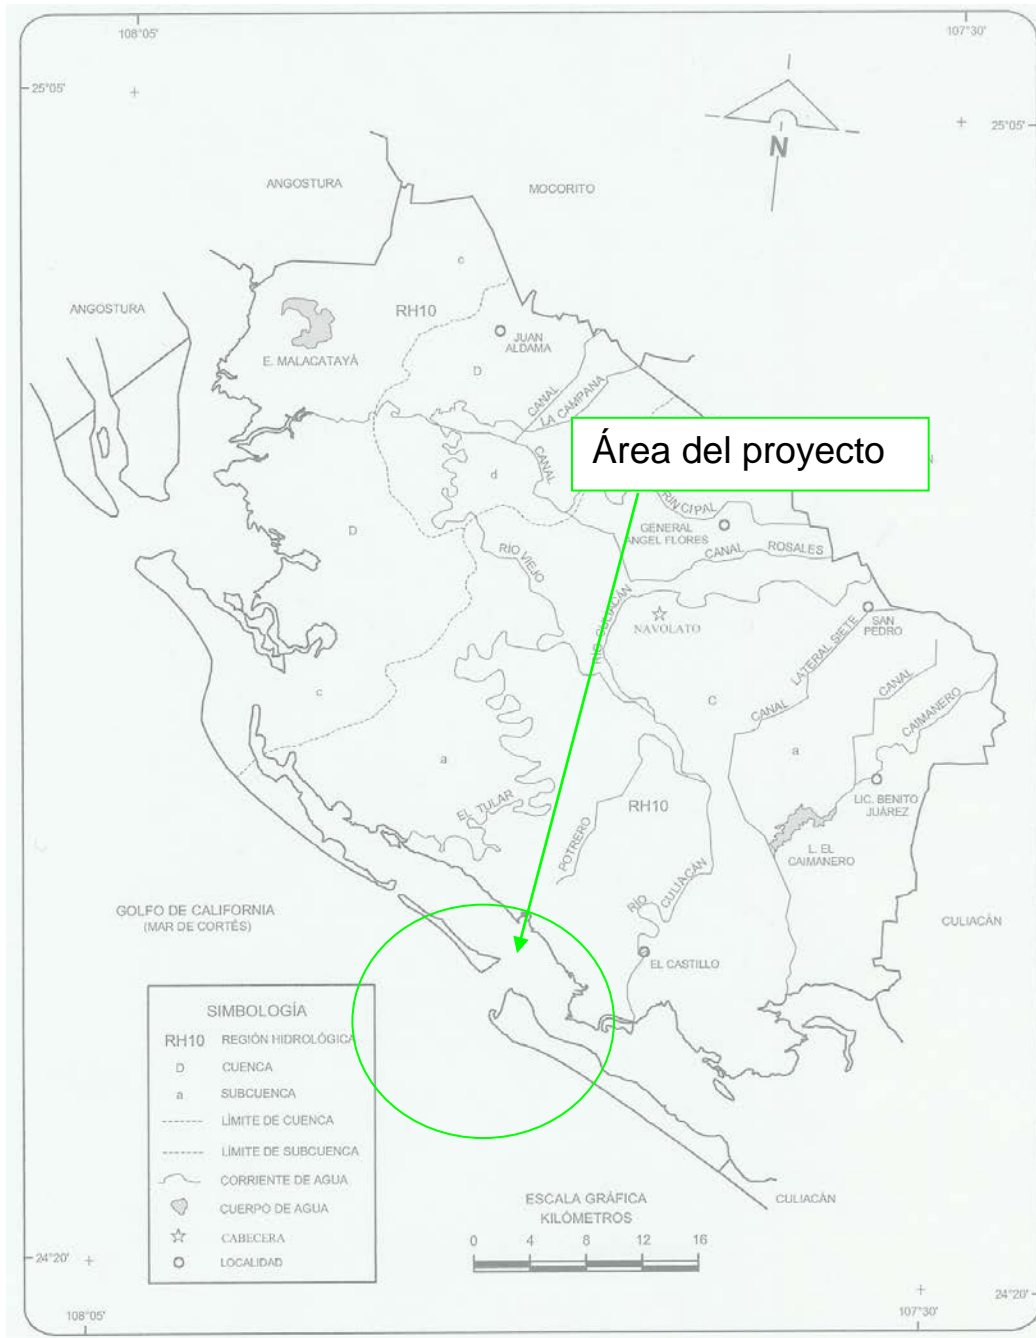 108°05'
107°30'
25°05'
25°05'
N
ANGOSTURA
MOCORITO
c
ANGOSTURA
RH10
E. MALACATAYÁ
JUAN
ALDAMA
D
CANAL
LA CAMPANA
Área del proyecto
CANAL
d
N
RINCIPAL
GENERAL
ANGEL FLORES
D
RÍO VIEJO
CANAL ROSALES
RÍO CULIACÁN
NAVOLATO
SAN
PEDRO
CANAL LATERAL SIETE
CANAL
CAIMANERO
c
C
a
a
EL TULAR
POTRERO
RH10
LIC. BENITO
JUÁREZ
L. EL
CAIMANERO
RÍO CULIACÁN
GOLFO DE CALIFORNIA
(MAR DE CORTÉS)
CULIACÁN
EL CASTILLO
SIMBOLOGÍA
RH10 REGIÓN HIDROLÓGICA
D CUENCA
a SUBCUENCA
LÍMITE DE CUENCA
LÍMITE DE SUBCUENCA
CORRIENTE DE AGUA
CUERPO DE AGUA
CABECERA
LOCALIDAD
CULIACÁN
ESCALA GRÁFICA
KILÓMETROS
0 4 8 12 16
24°20'
24°20'
108°05'
107°30'